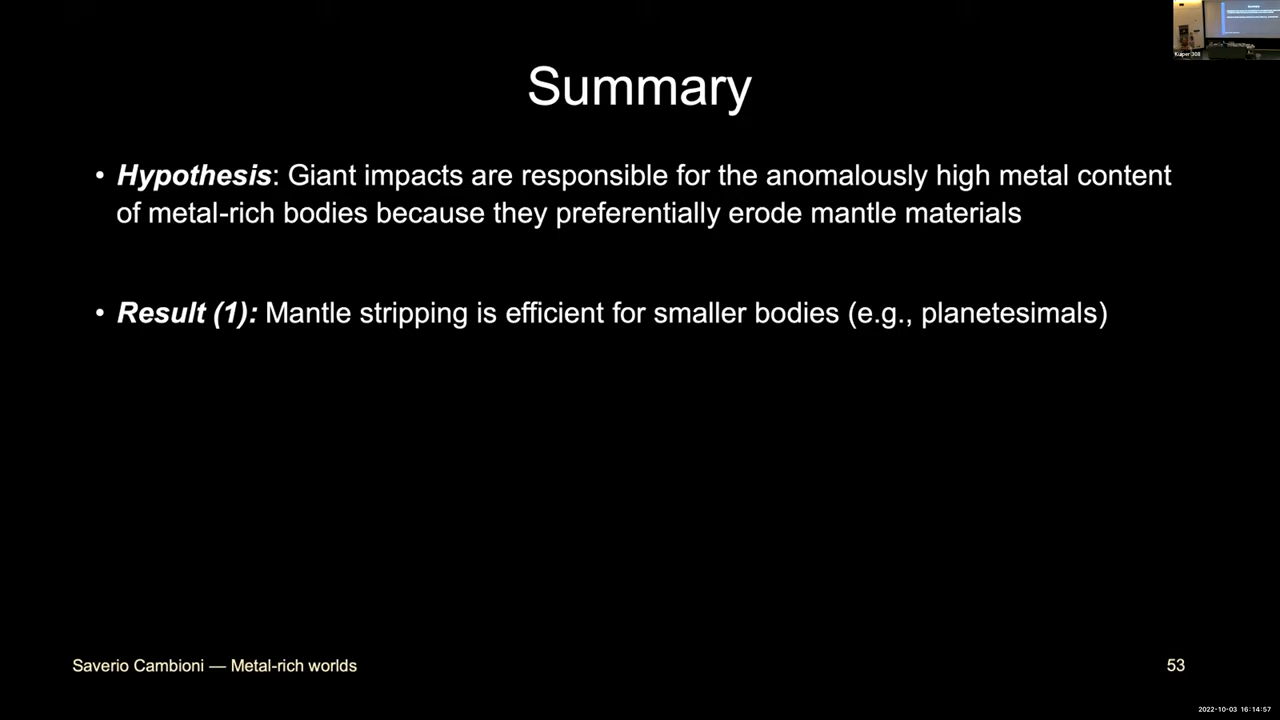 Kuiper 308
Summary
• Hypothesis: Giant impacts are responsible for the anomalously high metal content
of metal-rich bodies because they preferentially erode mantle materials
• Result (1): Mantle stripping is efficient for smaller bodies (e.g., planetesimals)
Saverio Cambioni — Metal-rich worlds
53
2022-10-03 16:14:57